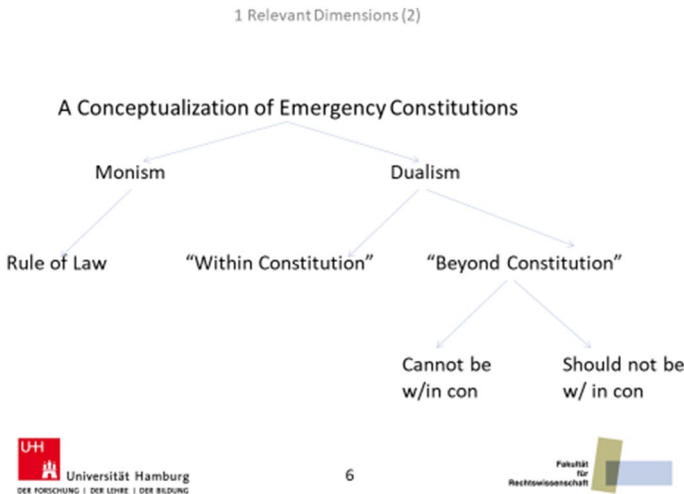 1 Relevant Dimensions (2)
A Conceptualization of Emergency Constitutions
Monism
Dualism
Rule of Law
“Within Constitution”
“Beyond Constitution”
Cannot be
w/in con
Should not be
w/ in con
UH
Universität Hamburg
DER FORSCHUNG | DER LEHRE | DER BILDUNG
6
Fakultät
für
Rechtswissenschaft